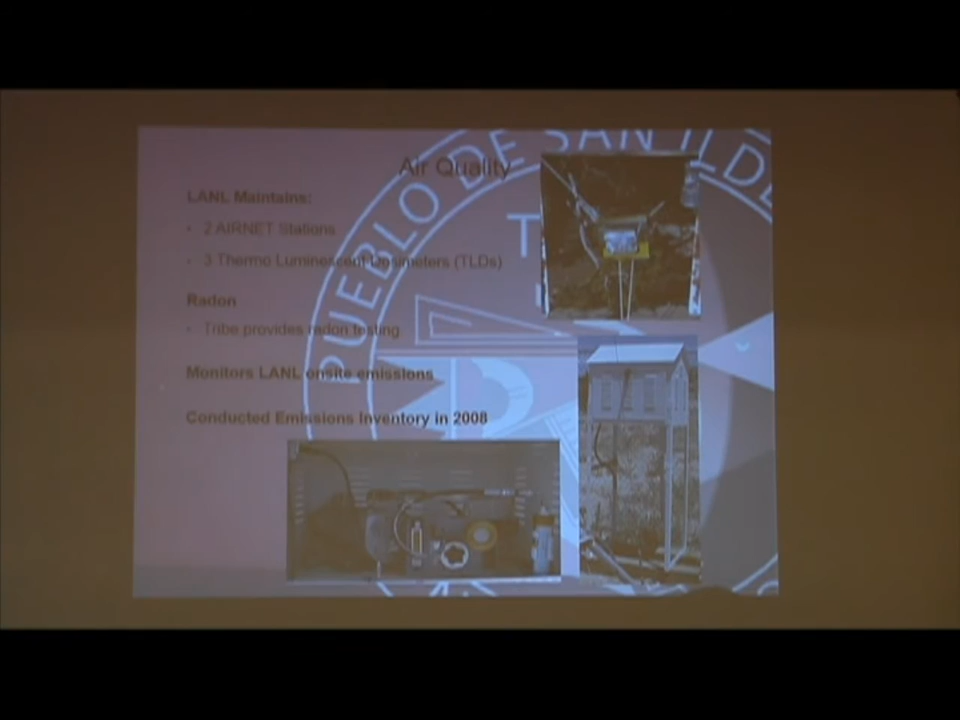 Air Quality
LANL Maintains:
• 2 AIRNET Stations
• 3 Thermo Luminescent Dosimeters (TLDs)
Radon
• Tribe provides radon testing
Monitors LANL onsite emissions
Conducted Emissions Inventory in 2008
PUEBLO DE SAN ILDE